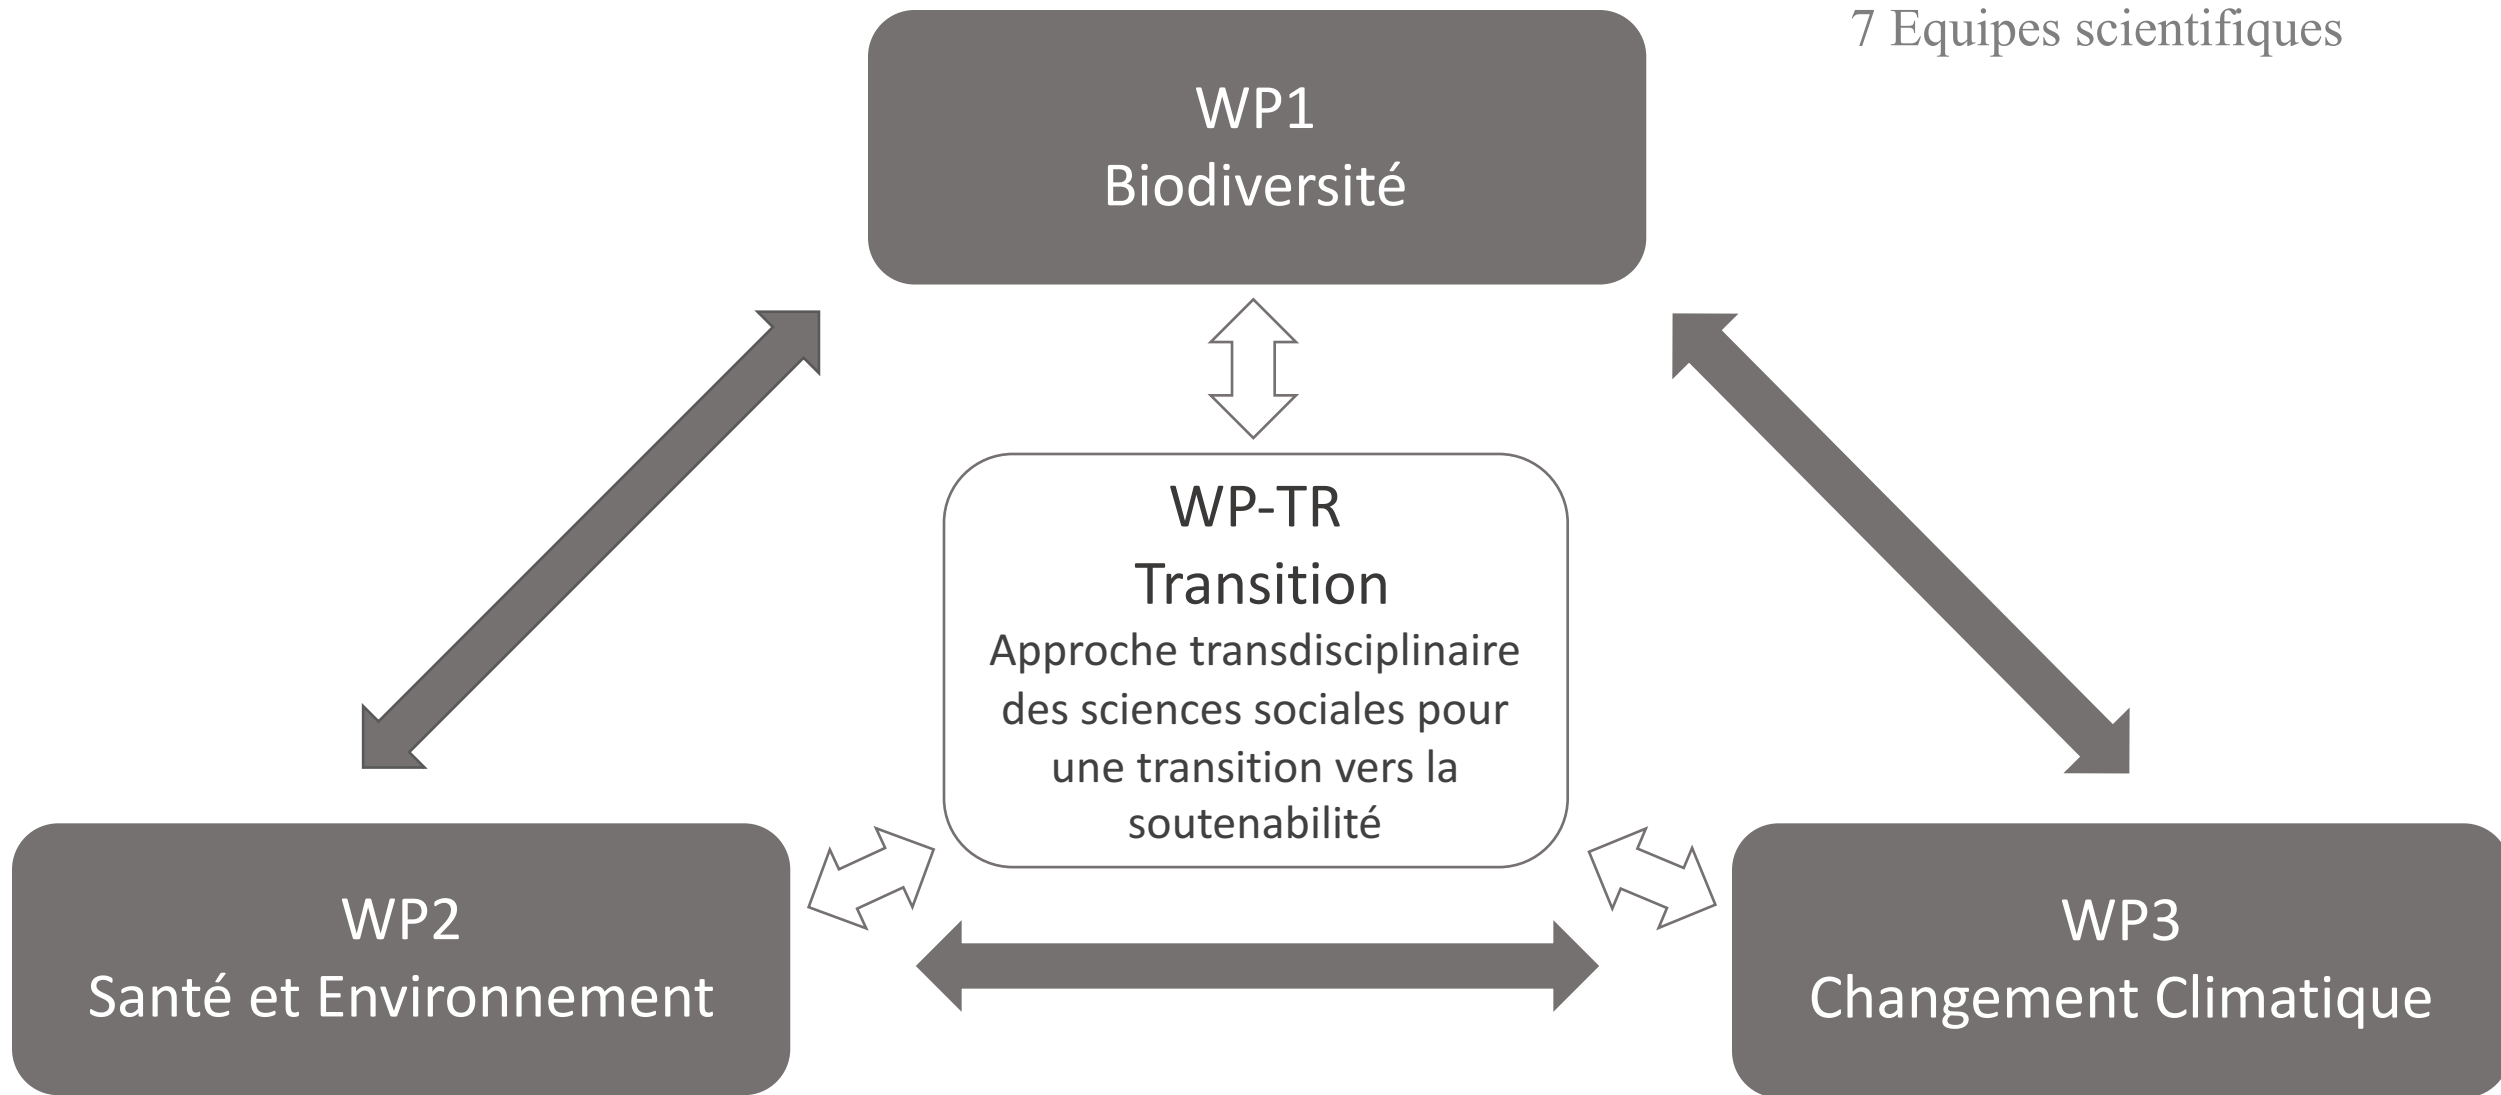 7 Equipes scientifiques
WP1
Biodiversité
WP-TR
Transition
Approche transdisciplinaire
des sciences sociales pour
une transition vers la
soutenabilité
WP2
Santé et Environnement
WP3
Changement Climatique